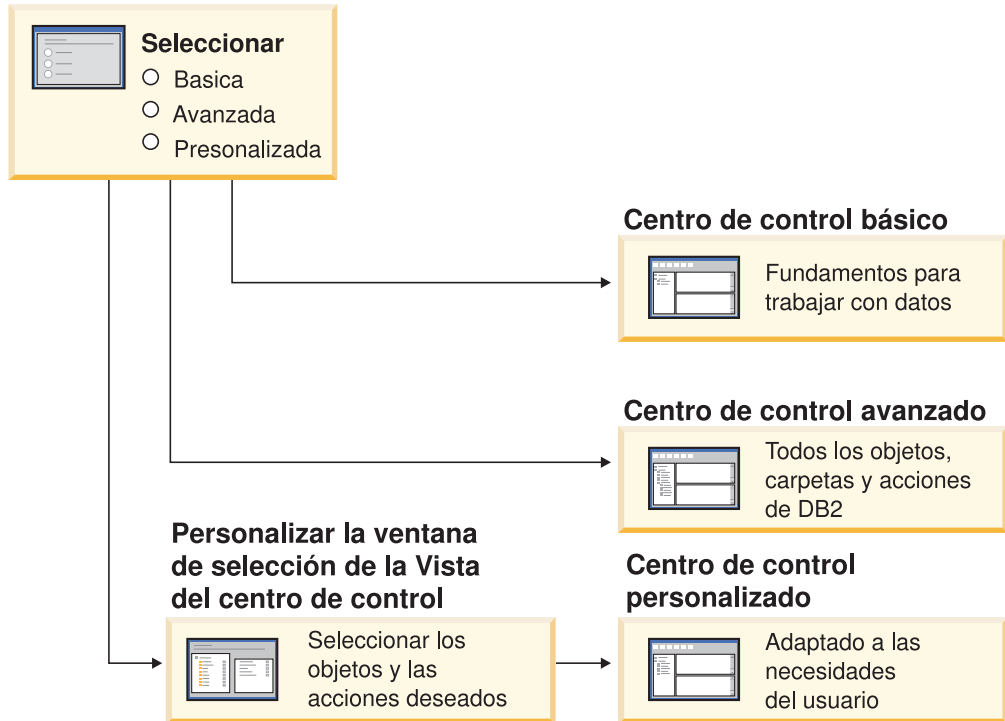 Seleccionar
Basica
Avanzada
Presonalizada
Centro de control básico
Fundamentos para
trabajar con datos
Centro de control avanzado
Todos los objetos,
carpetas y acciones
de DB2
Personalizar la ventana
de selección de la Vista
del centro de control
Seleccionar los
objetos y las
acciones deseados
Centro de control
personalizado
Adaptado a las
necesidades
del usuario